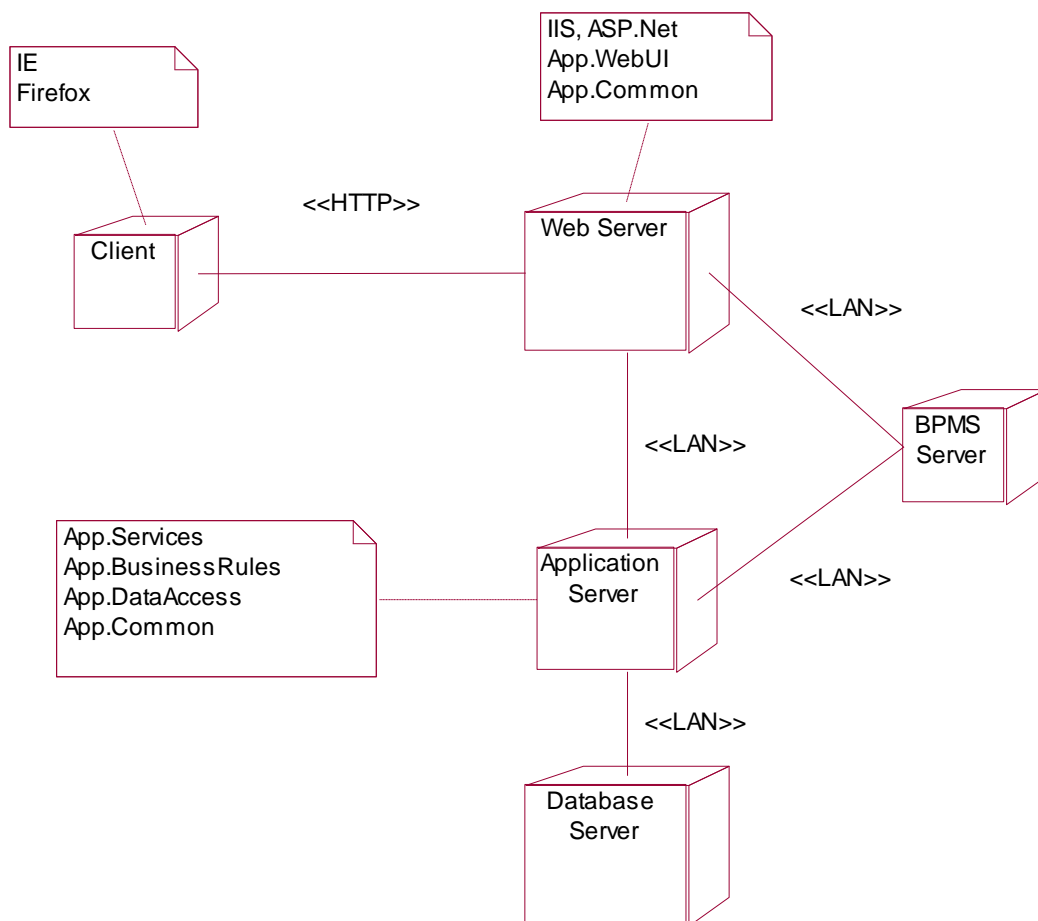 IIS, ASP.Net
App.WebUI
App.Common
IE
Firefox
<<HTTP>>
Web Server
Client
<<LAN>>
BPMS
Server
<<LAN>>
App.Services
App.BusinessRules
App.DataAccess
App.Common
Application
Server
<<LAN>>
<<LAN>>
Database
Server